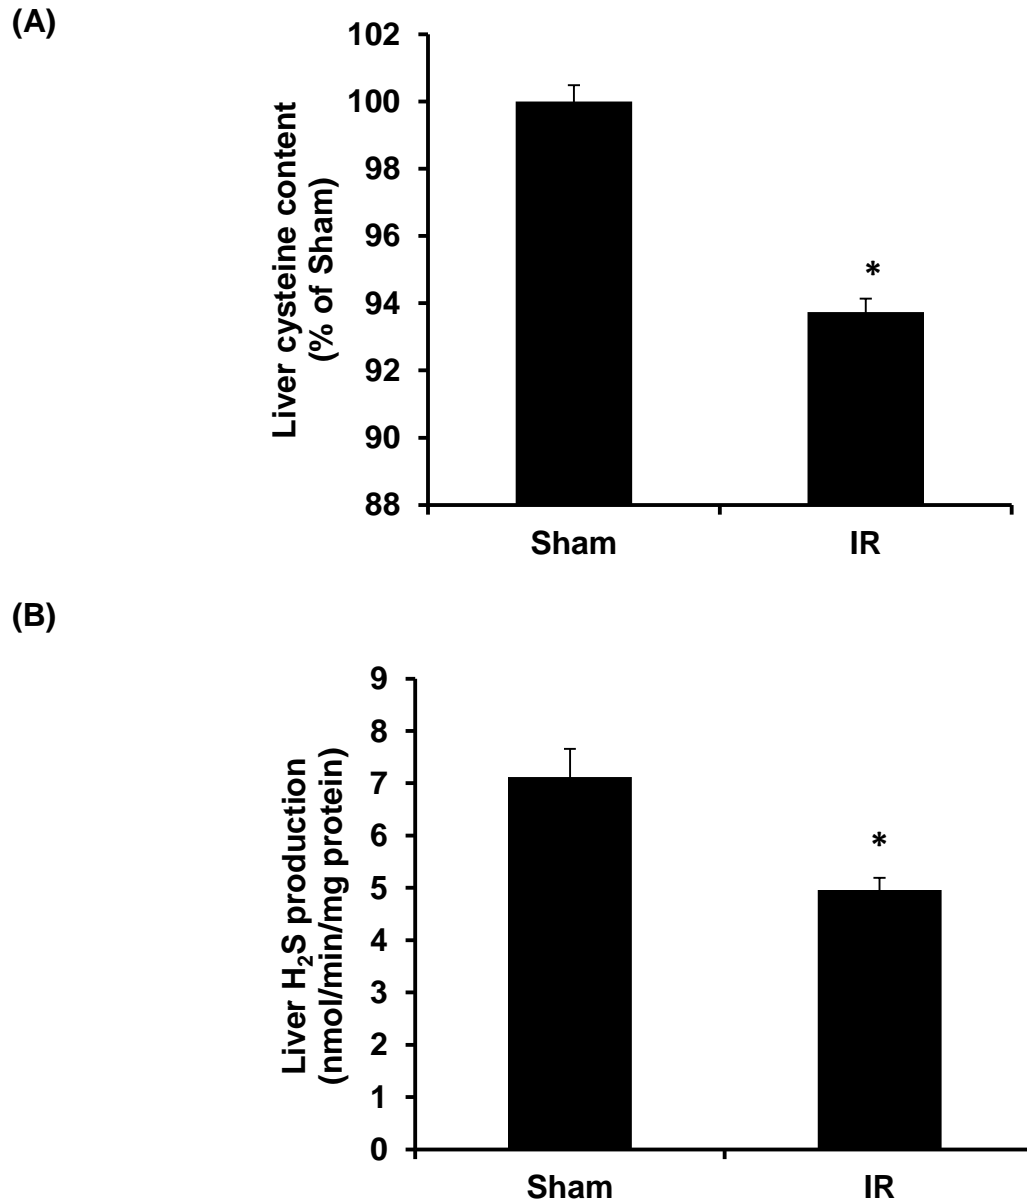 (A)
Liver cysteine content
(% of Sham)
102
100
98
96
94
92
90
88
*
Sham IR
(B)
Liver H₂S production
(nmol/min/mg protein)
9
8
7
6
5
4
3
2
1
0
*
Sham IR